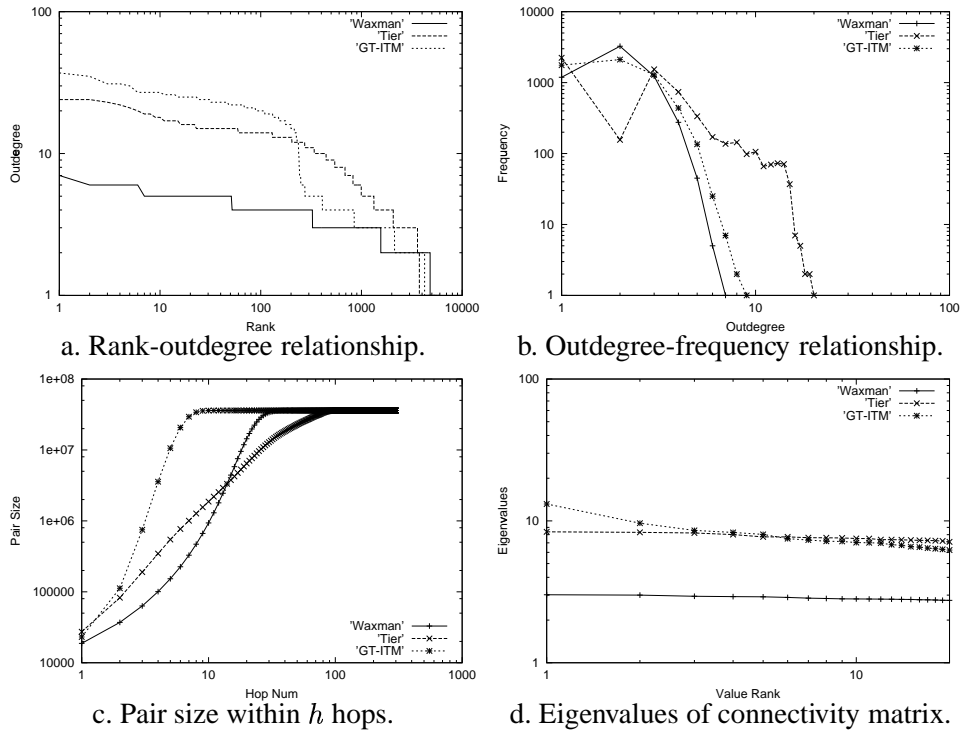 100
10
1
1
10
100
1000
10000
Outdegree
Rank
'Waxman'
'Tier'
'GT-ITM'
a. Rank-outdegree relationship.
10000
1000
100
10
1
1
10
100
Frequency
Outdegree
'Waxman'
'Tier'
'GT-ITM'
b. Outdegree-frequency relationship.
1e+08
1e+07
1e+06
100000
10000
1
10
100
1000
Pair Size
Hop Num
'Waxman'
'Tier'
'GT-ITM'
c. Pair size within h hops.
100
10
1
1
10
Eigenvalues
Value Rank
'Waxman'
'Tier'
'GT-ITM'
d. Eigenvalues of connectivity matrix.